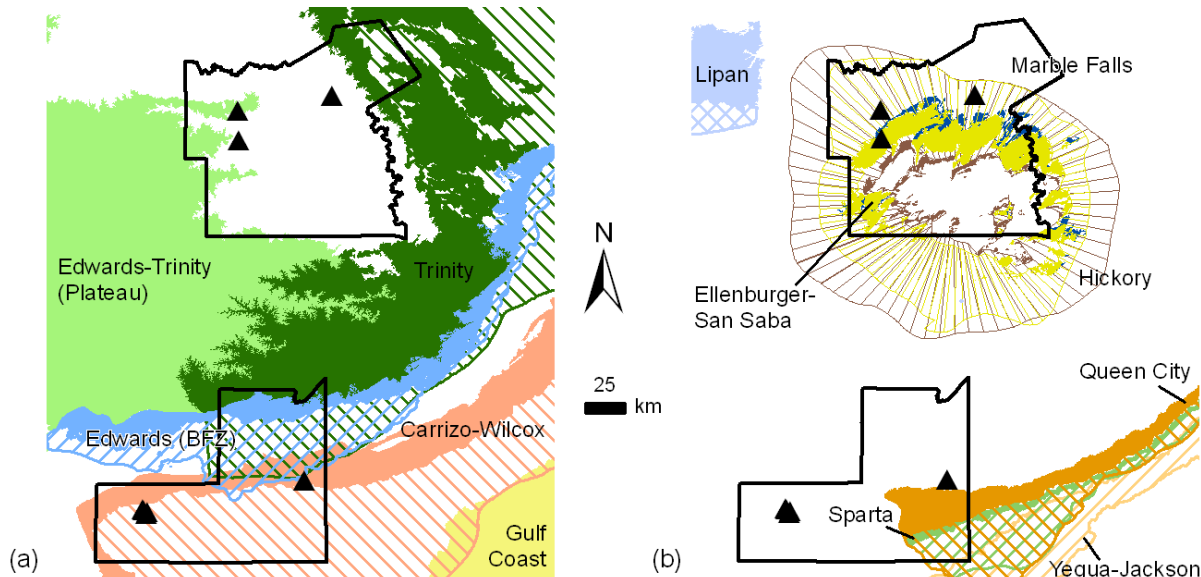 Edwards-Trinity
(Plateau)
Trinity
Edwards (BFZ)
Carrizo-Wilcox
Gulf
Coast
(a)
N
25
km
Lipan
Marble Falls
Ellenburger-
San Saba
Hickory
Queen City
Sparta
Yegua-Jackson
(b)